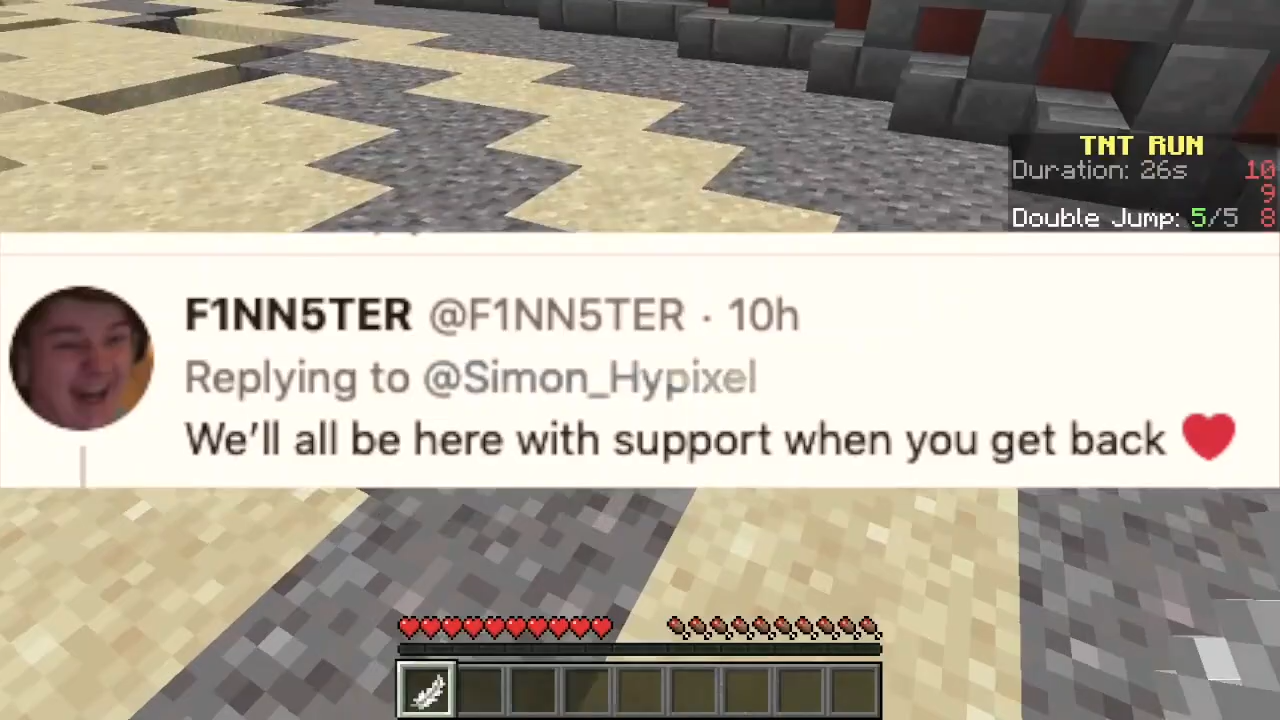 TNT RUN
Duration: 26s 10
9
Double Jump: 5/5 8
F1NN5TER @F1NN5TER · 10h
Replying to @Simon_Hypixel
We'll all be here with support when you get back ❤️